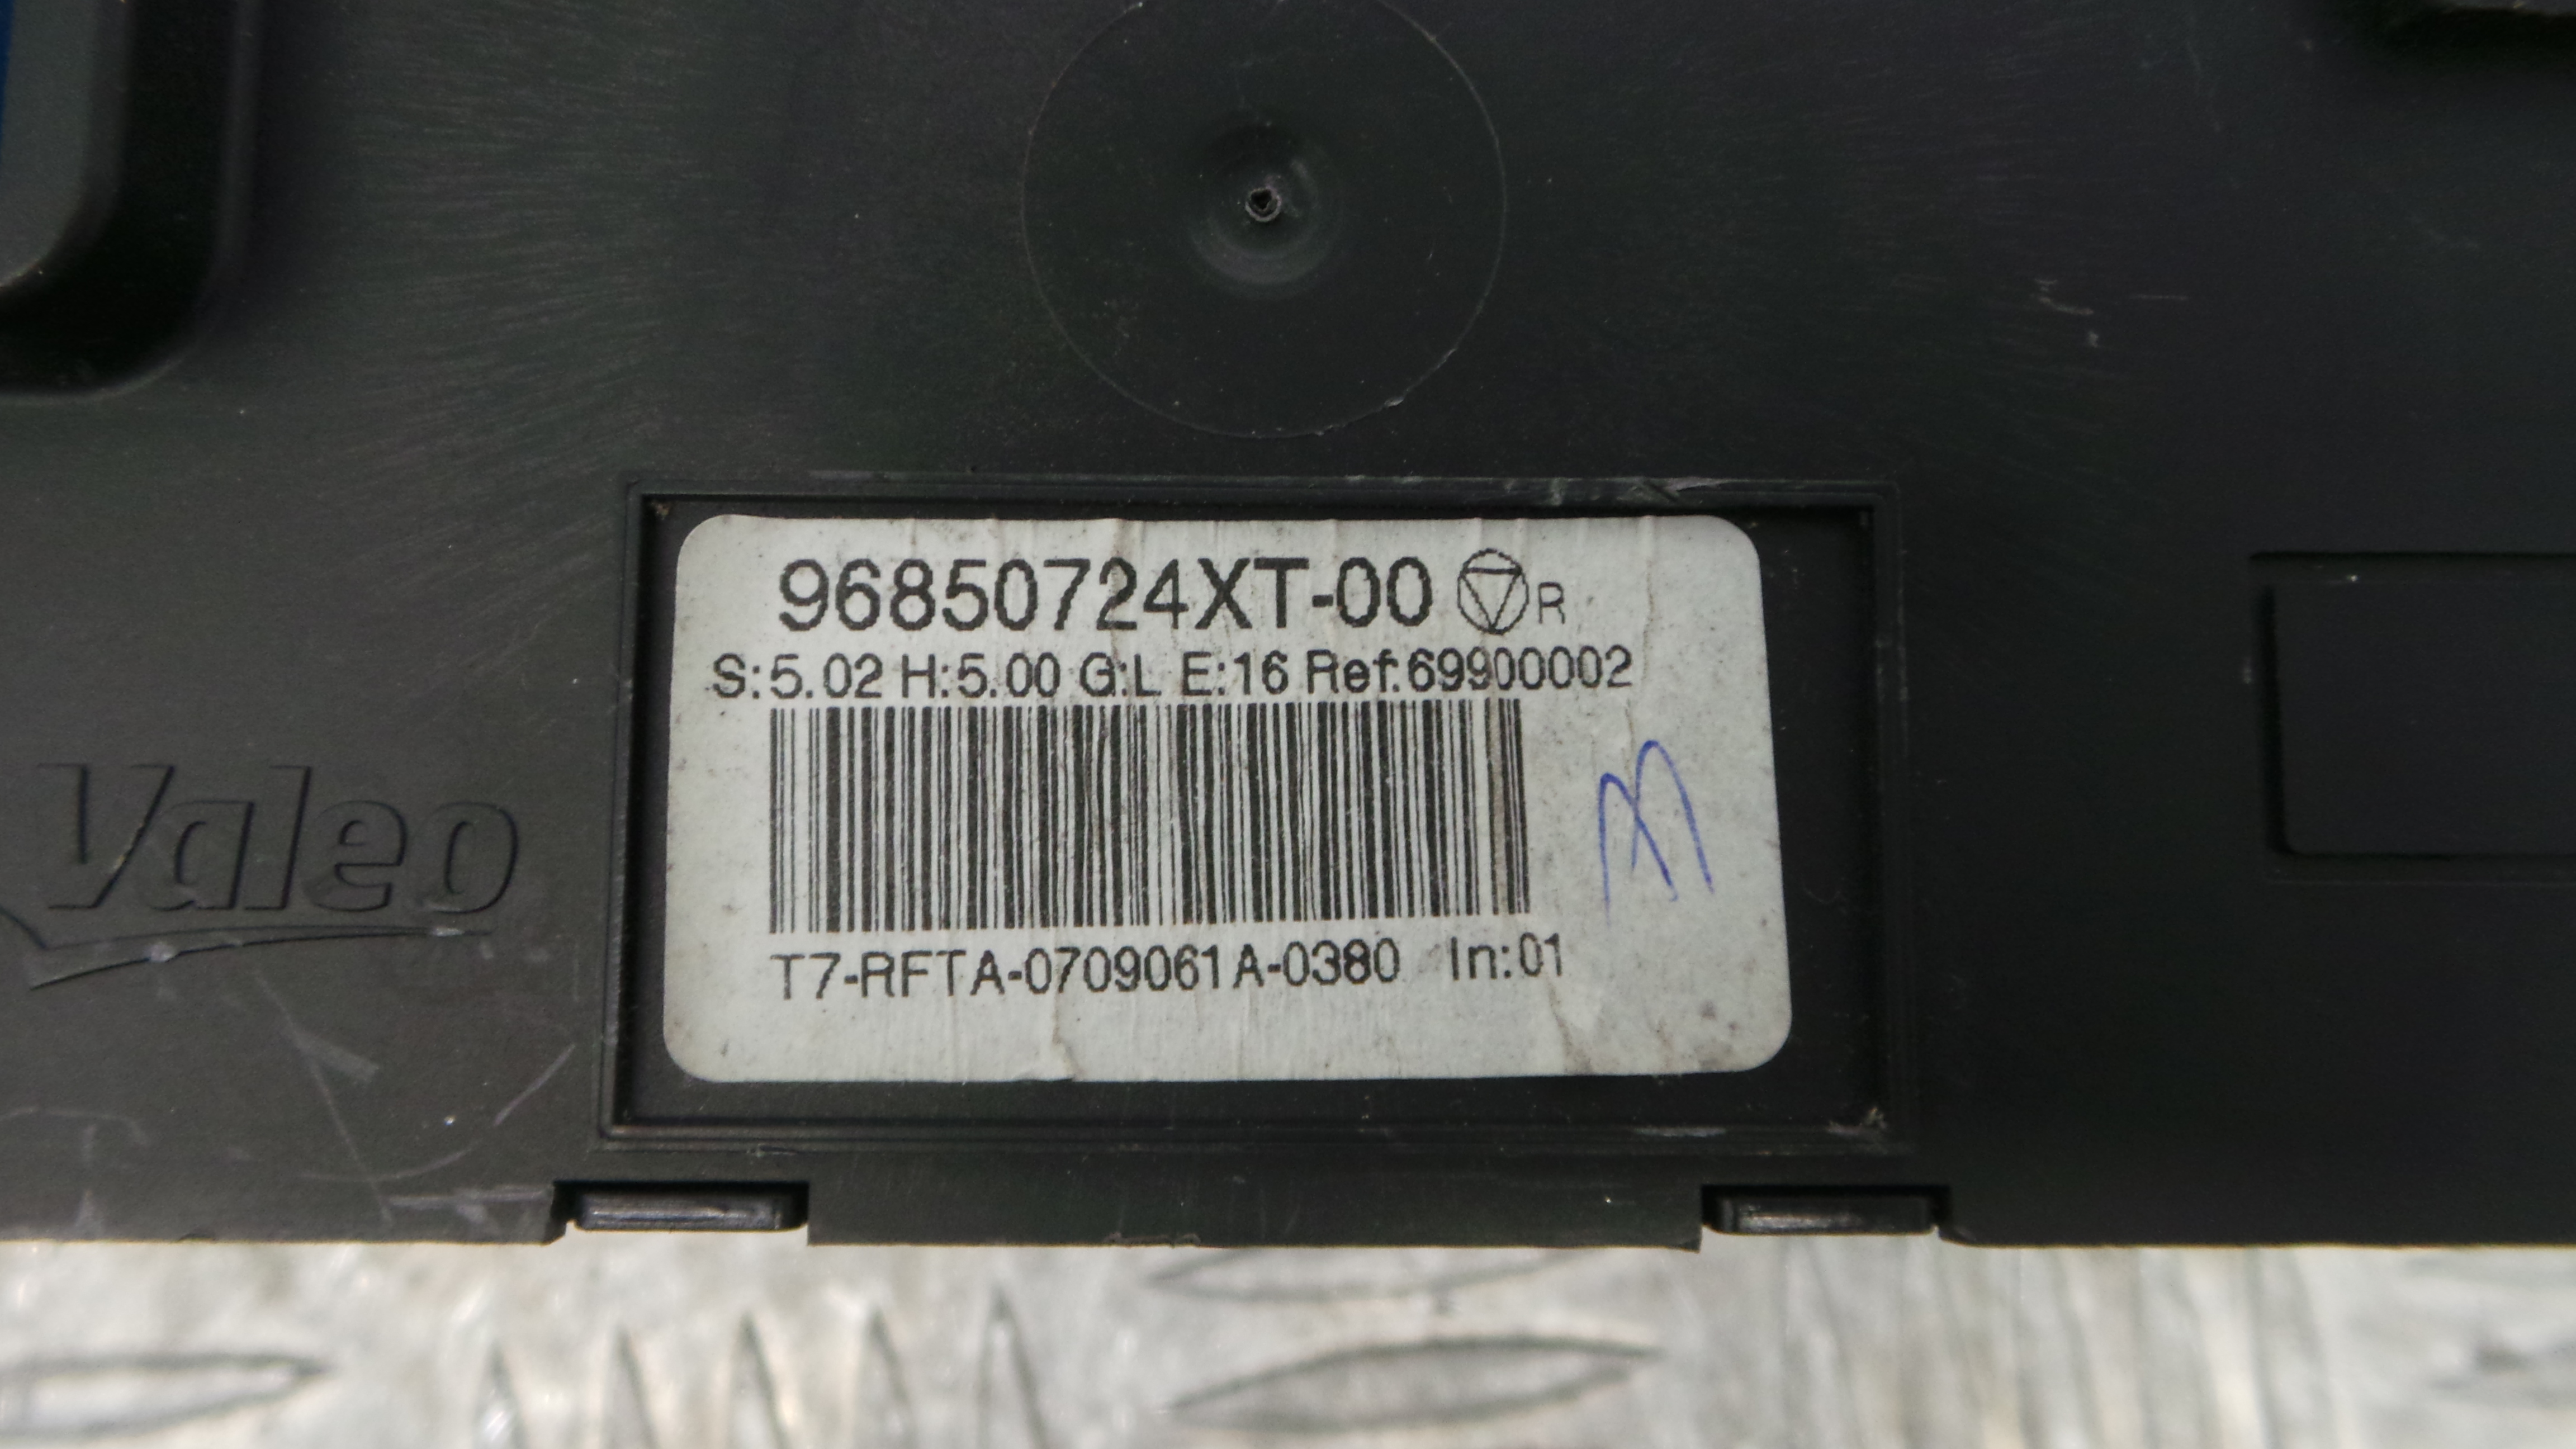 96850724XT-00 R
S:5.02 H:5.00 G:L E:16 Ref:69900002
T7-RFTA-0709061A-0380 In:01
Valeo